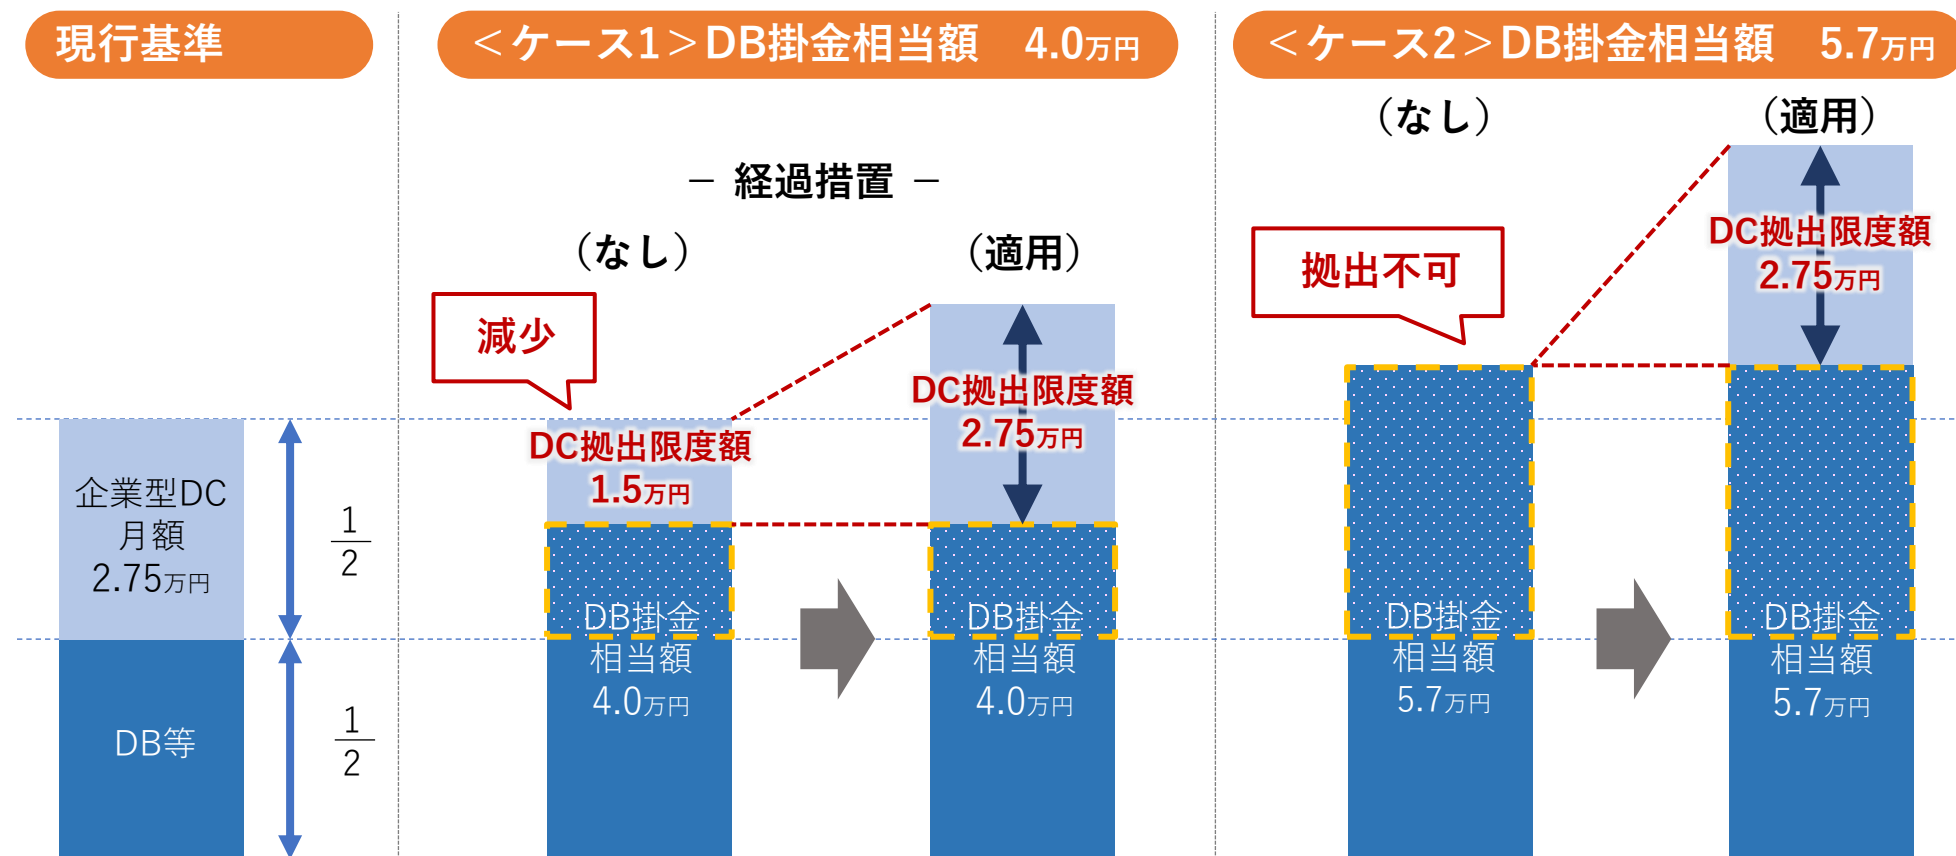 現行基準
企業型DC
月額
2.75万円
1
2
DB等
1
2
＜ケース1＞DB掛金相当額　4.0万円
－ 経過措置 －
（なし）
（適用）
減少
DC拠出限度額
1.5万円
DB掛金
相当額
4.0万円
DC拠出限度額
2.75万円
DB掛金
相当額
4.0万円
＜ケース2＞DB掛金相当額　5.7万円
（なし）
（適用）
拠出不可
DB掛金
相当額
5.7万円
DC拠出限度額
2.75万円
DB掛金
相当額
5.7万円